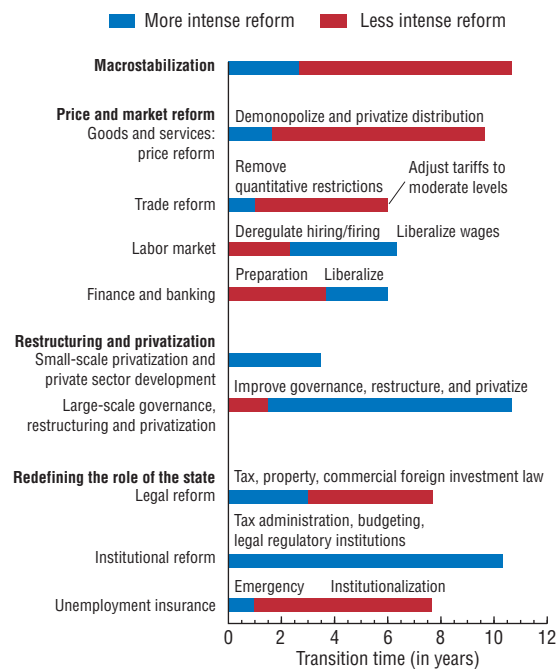 More intense reform
Less intense reform
Macrostabilization
Price and market reform
Demonopolize and privatize distribution
Goods and services:
price reform
Remove
quantitative restrictions
Adjust tariffs to
moderate levels
Trade reform
Deregulate hiring/firing
Liberalize wages
Labor market
Preparation
Liberalize
Finance and banking
Restructuring and privatization
Small-scale privatization and
private sector development
Improve governance, restructure, and privatize
Large-scale governance,
restructuring and privatization
Redefining the role of the state
Tax, property, commercial foreign investment law
Legal reform
Tax administration, budgeting,
legal regulatory institutions
Institutional reform
Emergency
Institutionalization
Unemployment insurance
0 2 4 6 8 10 12
Transition time (in years)